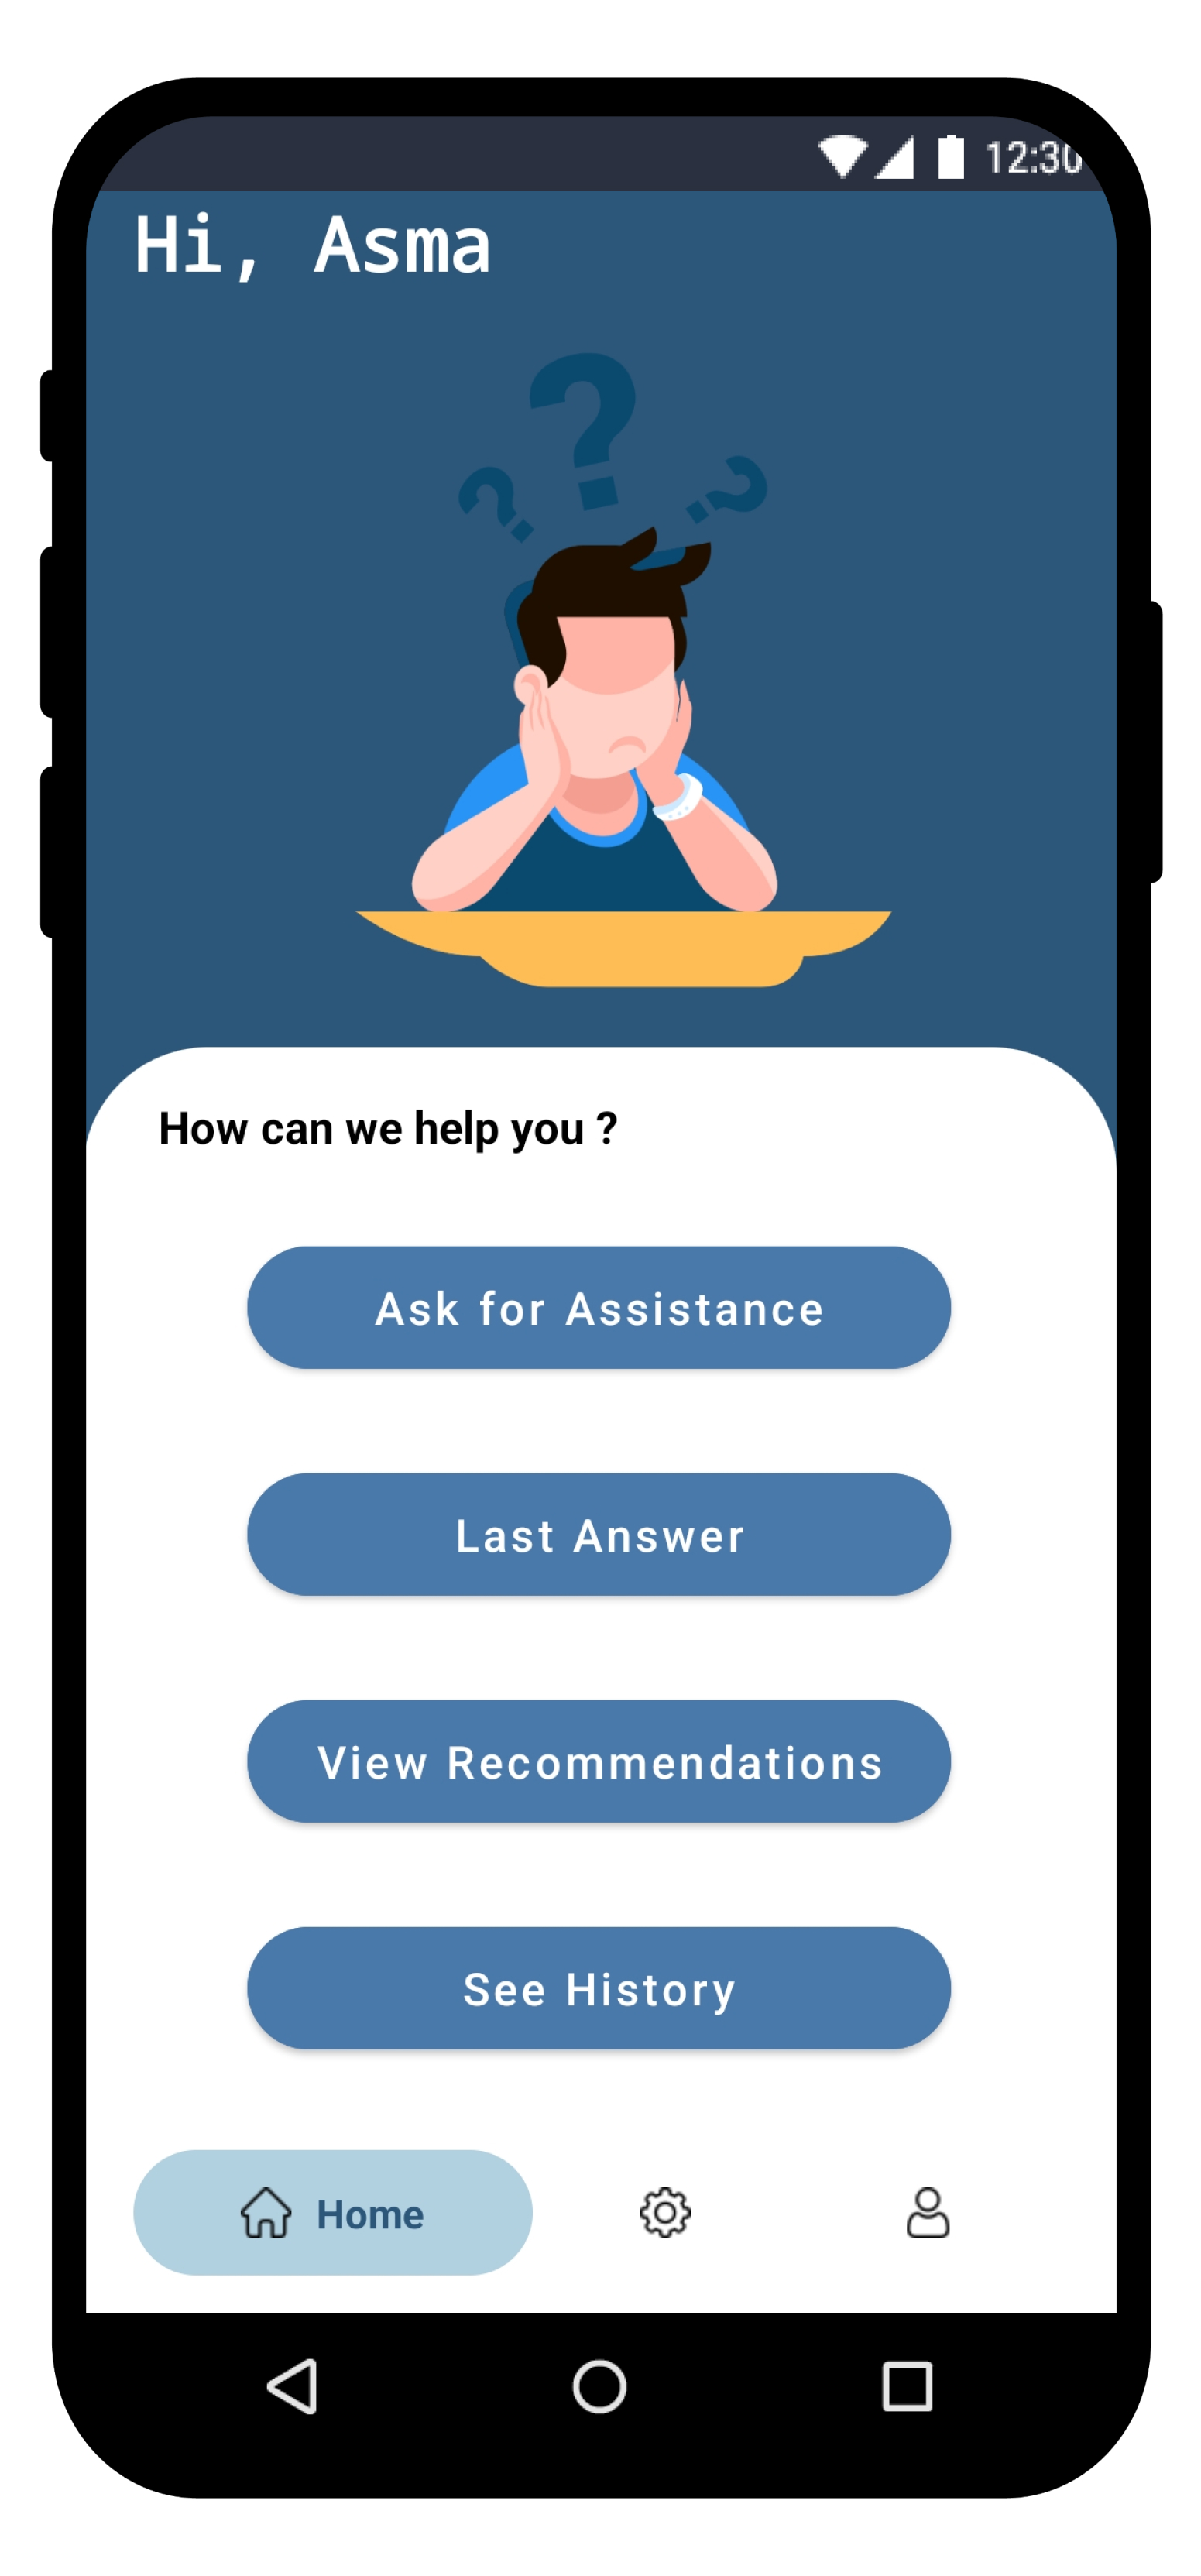 12:30
Hi, Asma
? ? ?
How can we help you ?
Ask for Assistance
Last Answer
View Recommendations
See History
Home